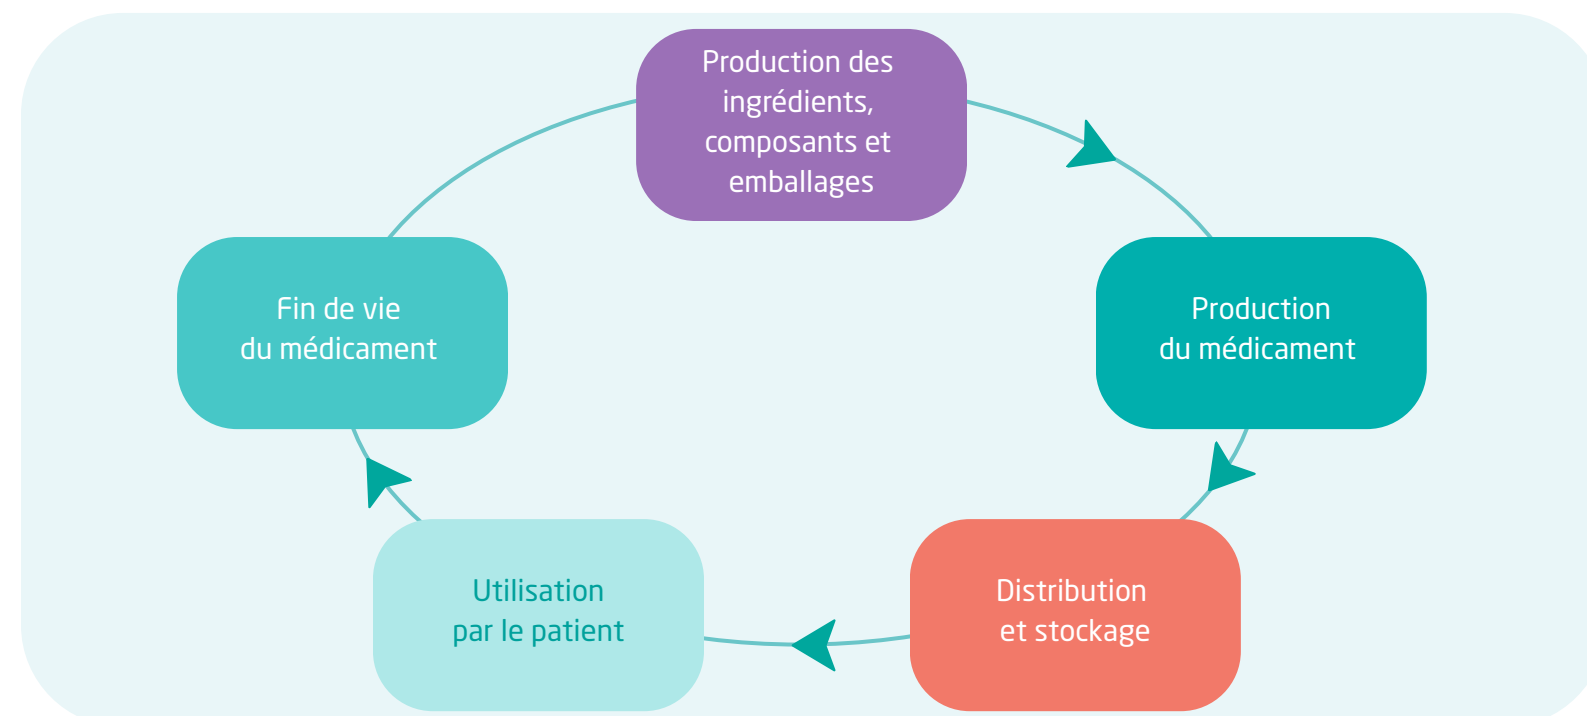 Production des
ingrédients,
composants et
emballages
Production
du médicament
Distribution
et stockage
Utilisation
par le patient
Fin de vie
du médicament